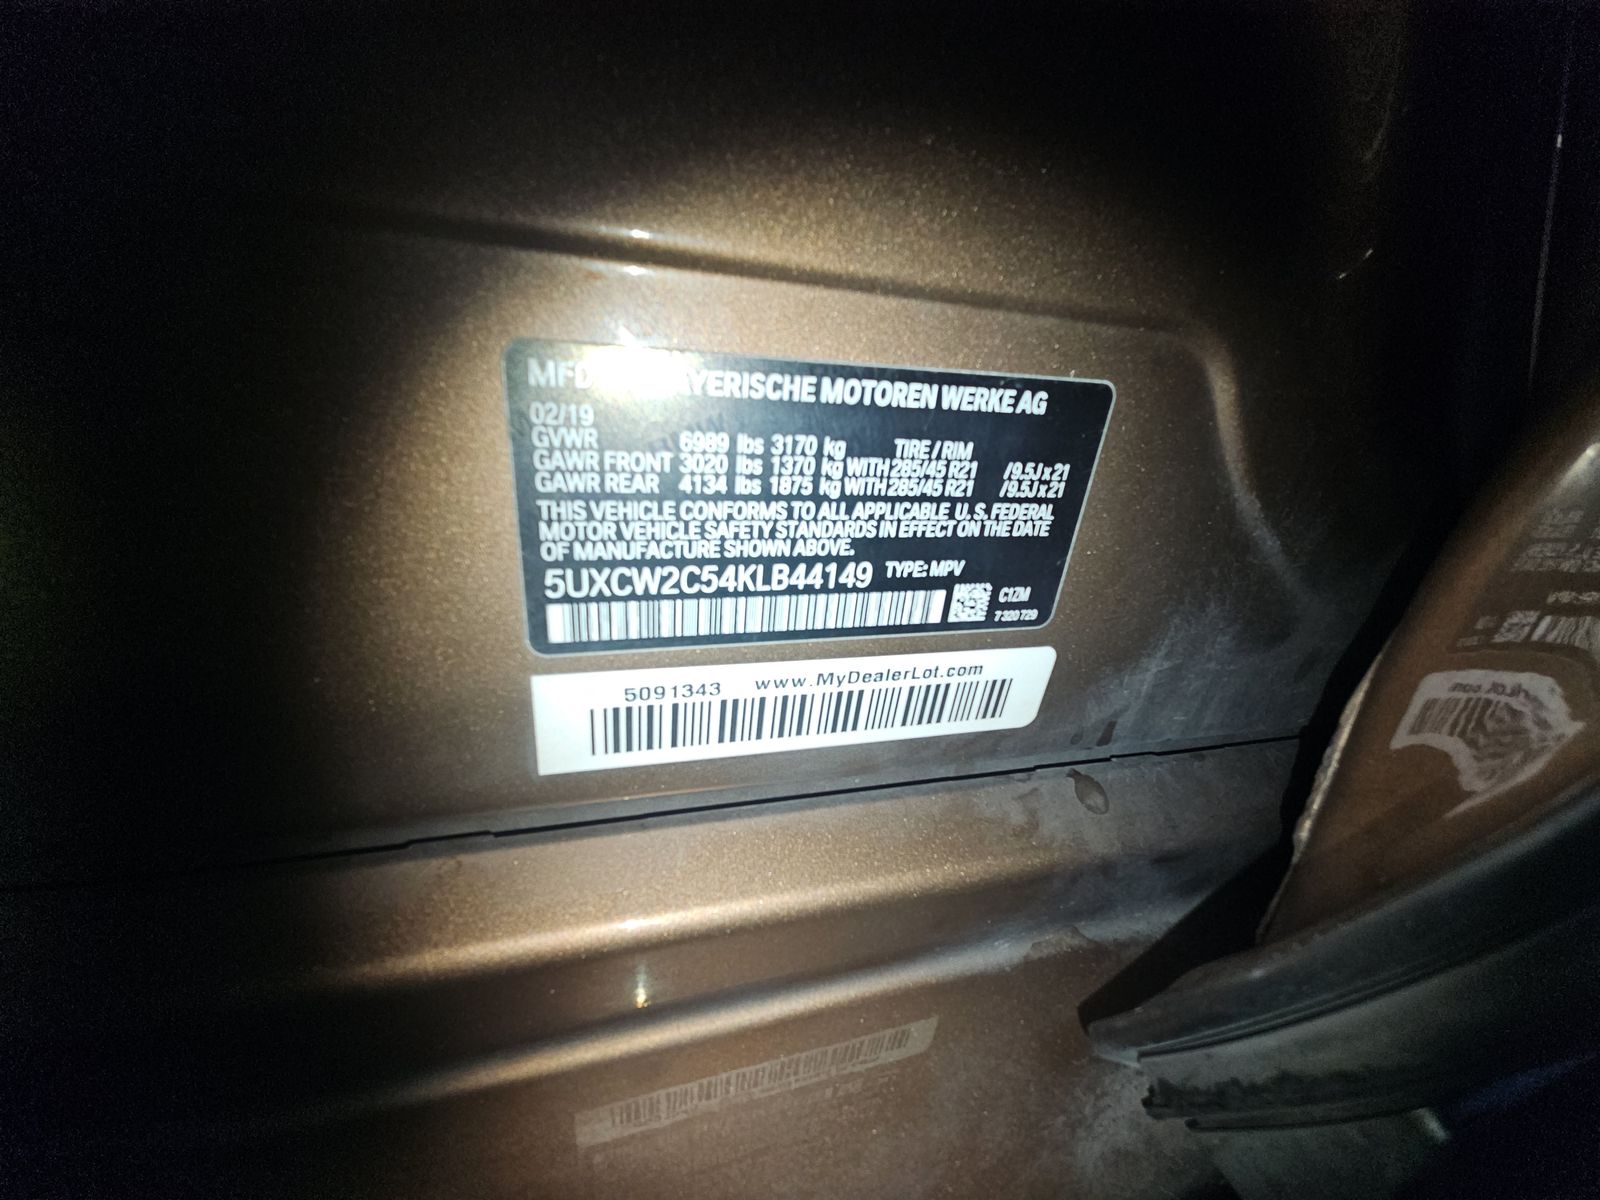 MFD YERISCHE MOTOREN WERKE AG
02/19
GVWR 6989 lbs 3170 kg TIRE / RIM
GAWR FRONT 3020 lbs 1370 kg WITH 285/45 R21 /9.5J x 21
GAWR REAR 4134 lbs 1875 kg WITH 285/45 R21 /9.5J x 21
THIS VEHICLE CONFORMS TO ALL APPLICABLE U. S. FEDERAL
MOTOR VEHICLE SAFETY STANDARDS IN EFFECT ON THE DATE
OF MANUFACTURE SHOWN ABOVE.
5UXCW2C54KLB44149 TYPE: MPV
C1ZM
7320729
5091343 www.MyDealerLot.com